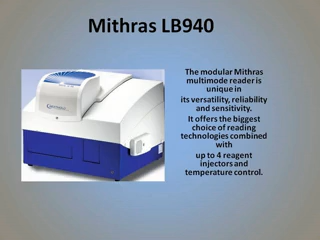 Mithras LB940
The modular Mithras
multimode reader is
unique in
its versatility, reliability
and sensitivity.
It offers the biggest
choice of reading
technologies combined
with
up to 4 reagent
injectors and
temperature control.